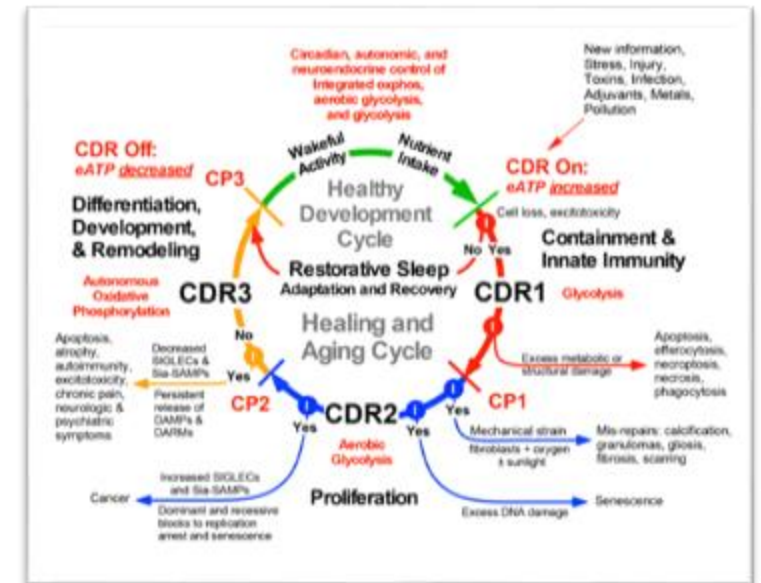 Circadian, autonomic, and
neuroendocrine control of
Integrated oxphos,
aerobic glycolysis,
and glycolysis
New information,
Stress, Injury,
Toxins, Infection,
Adjuvants, Metals,
Pollution
Wakeful
Activity
Nutrient
Intake
CDR Off:
eATP decreased
CP3
CDR On:
eATP increased
Healthy
Development
Cycle
Differentiation,
Development,
& Remodeling
Cell loss, excitotoxicity
No Yes
Containment &
Innate Immunity
Restorative Sleep
Adaptation and Recovery
Autonomous
Oxidative
Phosphorylation
CDR3
CDR1
Glycolysis
Healing and
Aging Cycle
No
Yes
Apoptosis,
atrophy,
autoimmunity,
excitotoxicity,
chronic pain,
neurologic &
psychiatric
symptoms
Decreased
SIGLECs &
Sia-SAMPs
Persistent
release of
DAMPs &
DARMs
Excess metabolic or
structural damage
Apoptosis,
efferocytosis,
necroptosis,
necrosis,
phagocytosis
CP2
CP1
CDR2
Yes
Yes
Yes
Aerobic
Glycolysis
Mechanical strain
fibroblasts + oxygen
± sunlight
Mis-repairs: calcification,
granulomas, gliosis,
fibrosis, scarring
Proliferation
Increased SIGLECs
and Sia-SAMPs
Cancer
Dominant and recessive
blocks to replication
arrest and senescence
Senescence
Excess DNA damage